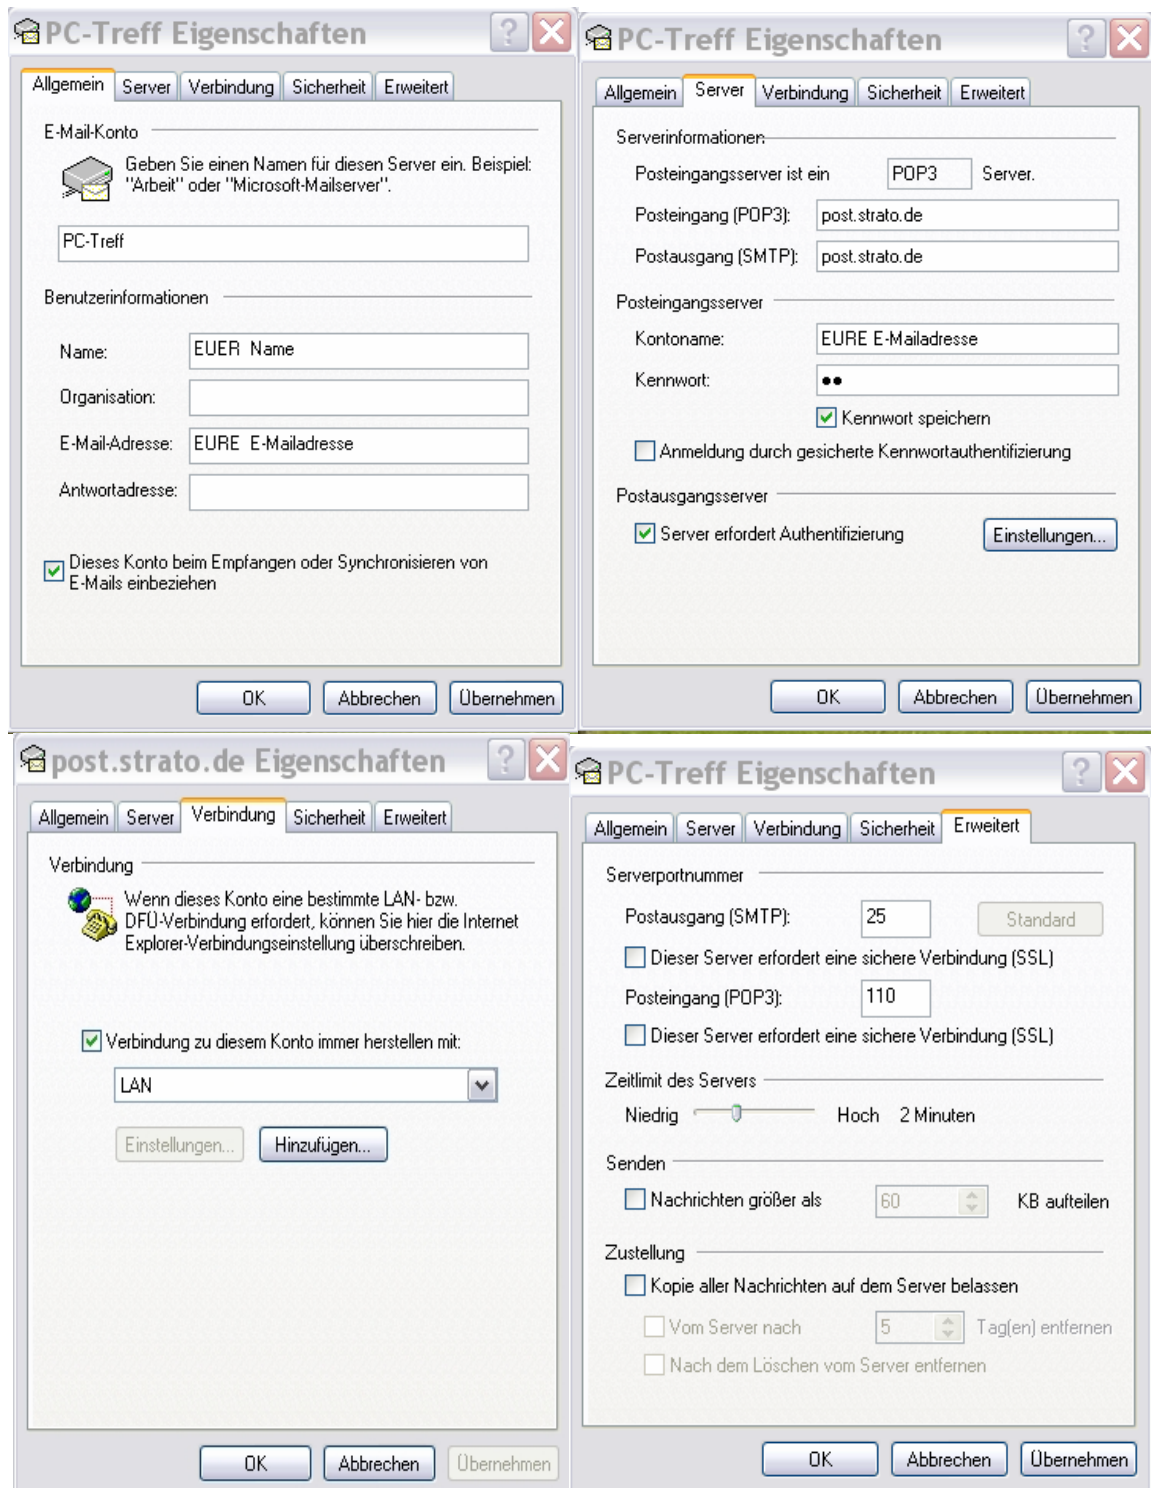 PC-Treff Eigenschaften
Allgemein Server Verbindung Sicherheit Erweitert
E-Mail-Konto
Geben Sie einen Namen für diesen Server ein. Beispiel:
"Arbeit" oder "Microsoft-Mailserver".
PC-Treff
Benutzerinformationen
Name: EUER Name
Organisation:
E-Mail-Adresse: EURE E-Mailadresse
Antwortadresse:
Dieses Konto beim Empfangen oder Synchronisieren von
E-Mails einbeziehen
OK Abbrechen Übernehmen
PC-Treff Eigenschaften
Allgemein Server Verbindung Sicherheit Erweitert
Serverinformationen:
Posteingangsserver ist ein POP3 Server.
Posteingang (POP3): post.strato.de
Postausgang (SMTP): post.strato.de
Posteingangsserver
Kontoname: EURE E-Mailadresse
Kennwort: ●●
Kennwort speichern
Anmeldung durch gesicherte Kennwortauthentifizierung
Postausgangsserver
Server erfordert Authentifizierung Einstellungen...
OK Abbrechen Übernehmen
post.strato.de Eigenschaften
Allgemein Server Verbindung Sicherheit Erweitert
Verbindung
Wenn dieses Konto eine bestimmte LAN- bzw.
DFÜ-Verbindung erfordert, können Sie hier die Internet
Explorer-Verbindungseinstellung überschreiben.
Verbindung zu diesem Konto immer herstellen mit:
LAN
Einstellungen... Hinzufügen...
OK Abbrechen Übernehmen
PC-Treff Eigenschaften
Allgemein Server Verbindung Sicherheit Erweitert
Serverportnummer
Postausgang (SMTP): 25 Standard
Dieser Server erfordert eine sichere Verbindung (SSL)
Posteingang (POP3): 110
Dieser Server erfordert eine sichere Verbindung (SSL)
Zeitlimit des Servers
Niedrig Hoch 2 Minuten
Senden
Nachrichten größer als 60 KB aufteilen
Zustellung
Kopie aller Nachrichten auf dem Server belassen
Vom Server nach 5 Tag(en) entfernen
Nach dem Löschen vom Server entfernen
OK Abbrechen Übernehmen